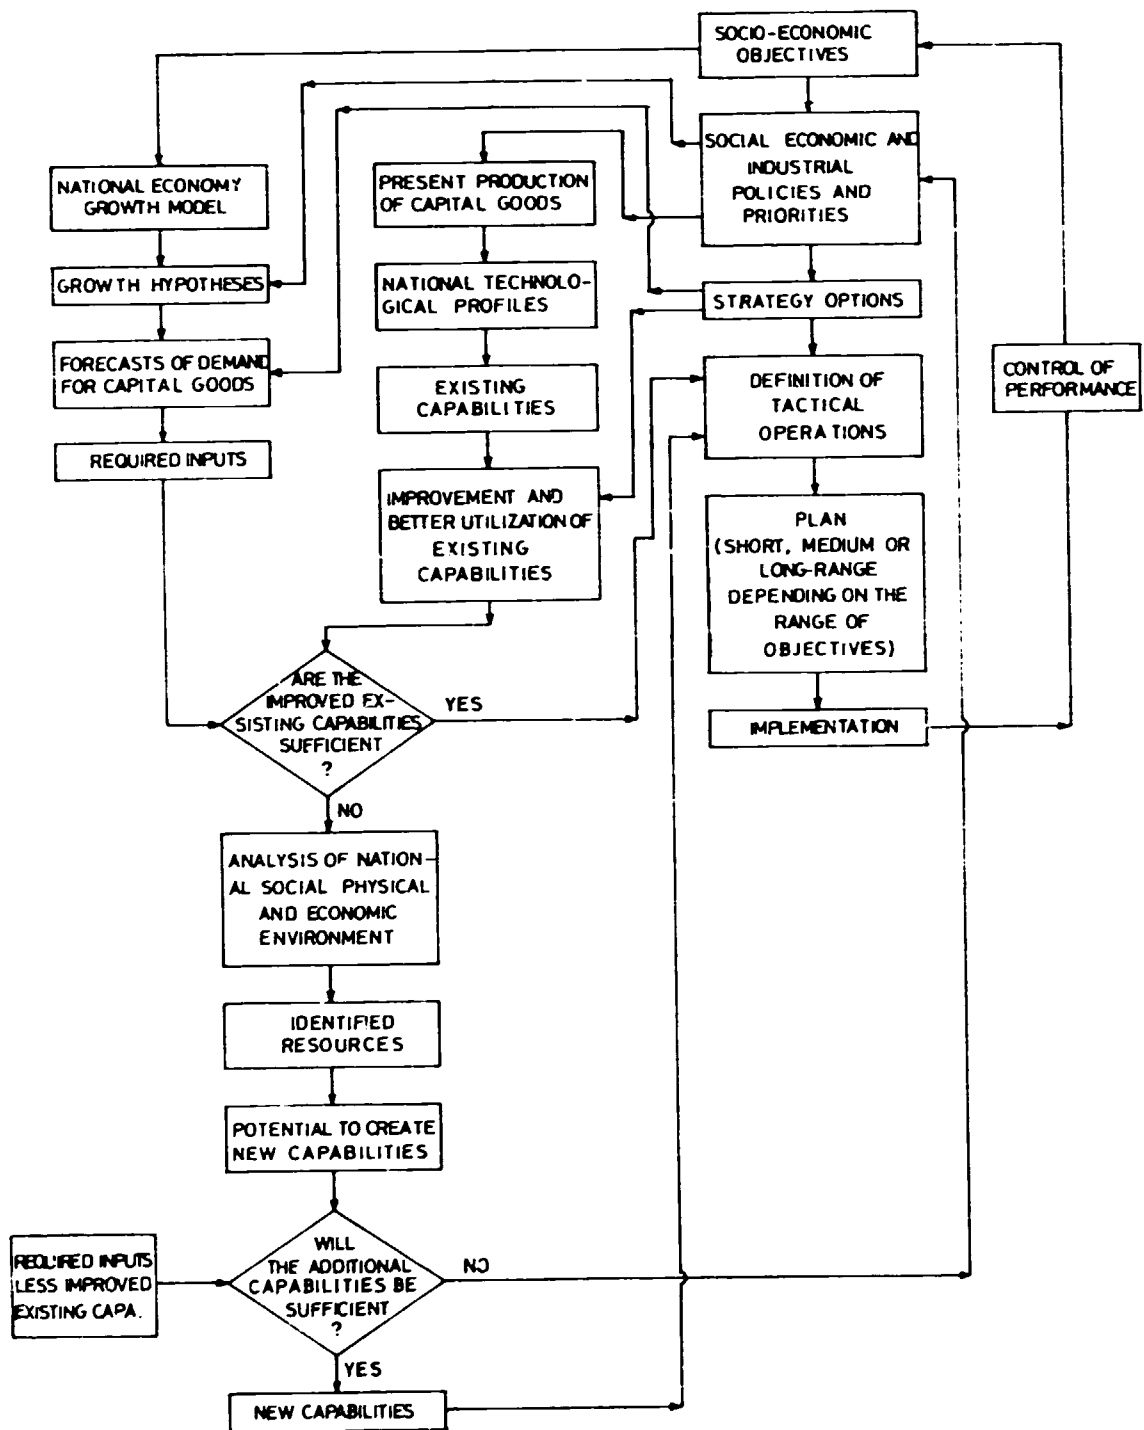 SOCIO-ECONOMIC
OBJECTIVES
SOCIAL ECONOMIC AND
INDUSTRIAL
POLICIES AND
PRIORITIES
NATIONAL ECONOMY
GROWTH MODEL
PRESENT PRODUCTION
OF CAPITAL GOODS
GROWTH HYPOTHESES
NATIONAL TECHNOLO-
GICAL PROFILES
STRATEGY OPTIONS
FORECASTS OF DEMAND
FOR CAPITAL GOODS
EXISTING
CAPABILITIES
DEFINITION OF
TACTICAL
OPERATIONS
CONTROL OF
PERFORMANCE
REQUIRED INPUTS
IMPROVEMENT AND
BETTER UTILIZATION OF
EXISTING
CAPABILITIES
PLAN
(SHORT, MEDIUM OR
LONG-RANGE
DEPENDING ON THE
RANGE OF
OBJECTIVES)
ARE THE
IMPROVED EX-
SISTING CAPABILITIES
SUFFICIENT
?
YES
IMPLEMENTATION
NO
ANALYSIS OF NATION-
AL SOCIAL PHYSICAL
AND ECONOMIC
ENVIRONMENT
IDENTIFIED
RESOURCES
POTENTIAL TO CREATE
NEW CAPABILITIES
REQUIRED INPUTS
LESS IMPROVED
EXISTING CAPA.
WILL
THE ADDITIONAL
CAPABILITIES BE
SUFFICIENT
?
NO
YES
NEW CAPABILITIES